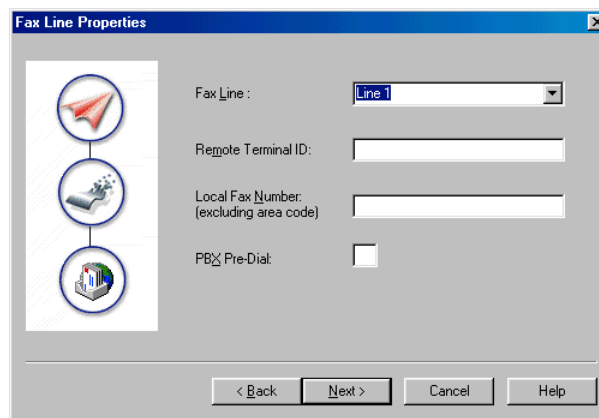 Fax Line Properties
Fax Line :
Line 1
Remote Terminal ID:
Local Fax Number:
(excluding area code)
PBX Pre-Dial:
< Back
Next >
Cancel
Help